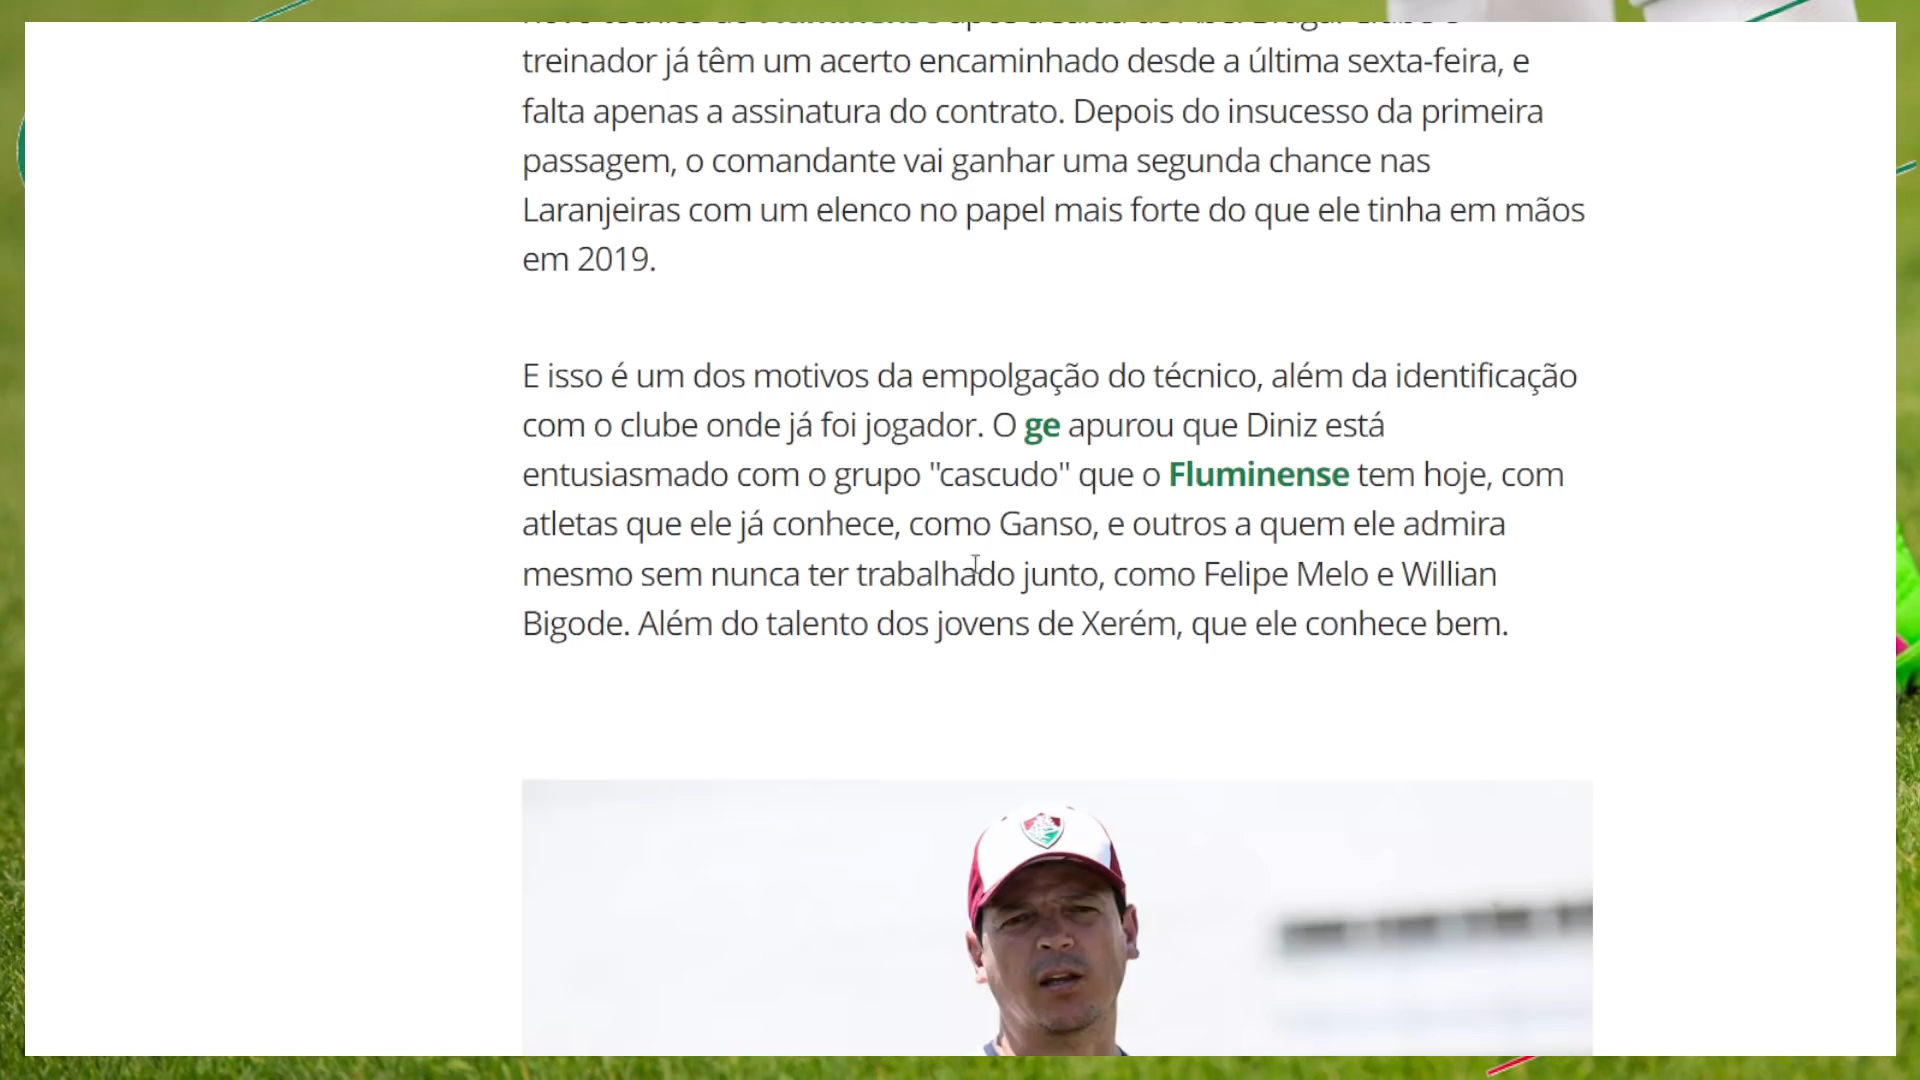 treinador já têm um acerto encaminhado desde a última sexta-feira, e
falta apenas a assinatura do contrato. Depois do insucesso da primeira
passagem, o comandante vai ganhar uma segunda chance nas
Laranjeiras com um elenco no papel mais forte do que ele tinha em mãos
em 2019.
E isso é um dos motivos da empolgação do técnico, além da identificação
com o clube onde já foi jogador. O ge apurou que Diniz está
entusiasmado com o grupo "cascudo" que o Fluminense tem hoje, com
atletas que ele já conhece, como Ganso, e outros a quem ele admira
mesmo sem nunca ter trabalhado junto, como Felipe Melo e Willian
Bigode. Além do talento dos jovens de Xerém, que ele conhece bem.